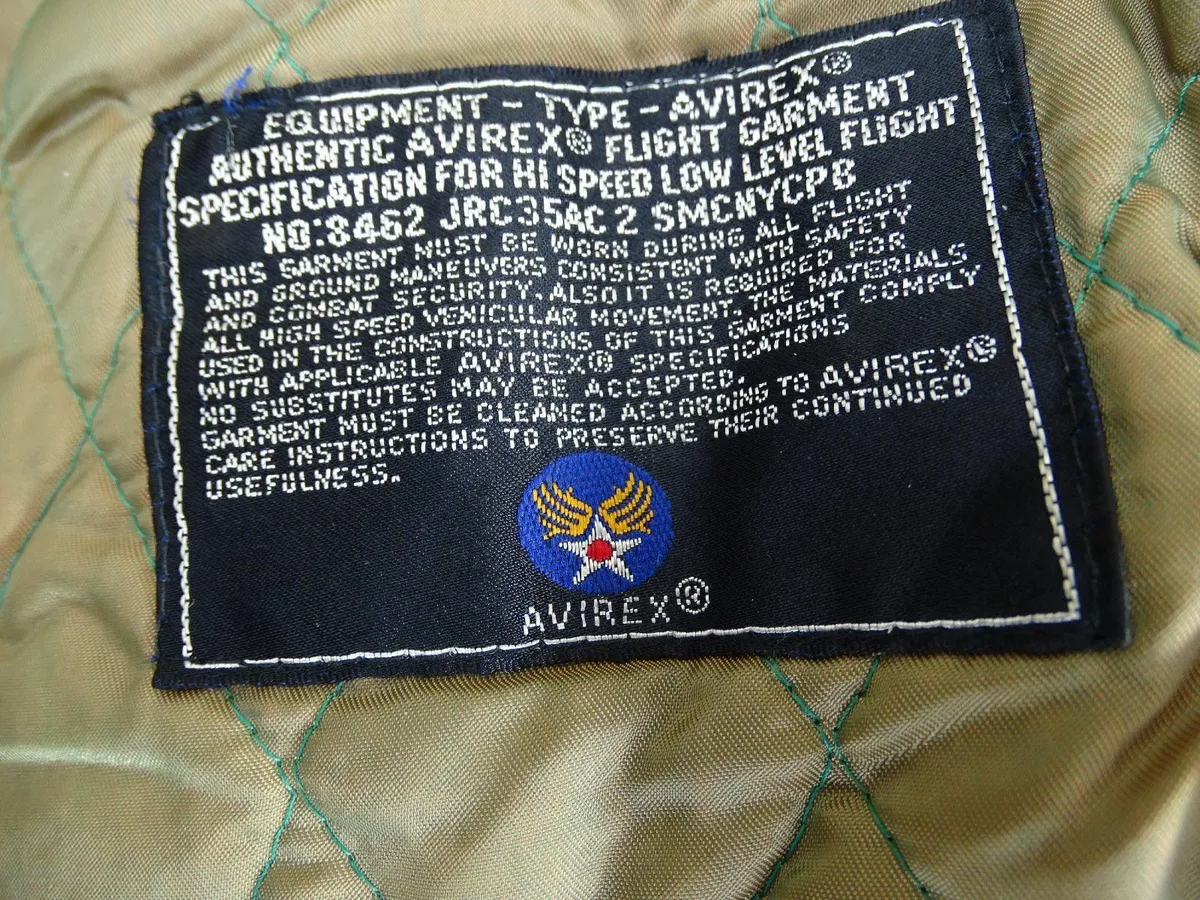 EQUIPMENT - TYPE - AVIREX®
AUTHENTIC AVIREX® FLIGHT GARMENT
SPECIFICATION FOR HI SPEED LOW LEVEL FLIGHT
NO:8462 JRC35AC2 SMCNYCPB
THIS GARMENT MUST BE WORN DURING ALL FLIGHT
AND GROUND MANEUVERS CONSISTENT WITH SAFETY
AND COMBAT SECURITY. ALSO IT IS REQUIRED FOR
ALL HIGH SPEED VEHICULAR MOVEMENT. THE MATERIALS
USED IN THE CONSTRUCTIONS OF THIS GARMENT COMPLY
WITH APPLICABLE AVIREX® SPECIFICATIONS
NO SUBSTITUTES MAY BE ACCEPTED.
GARMENT MUST BE CLEANED ACCORDING TO AVIREX®
CARE INSTRUCTIONS TO PRESERVE THEIR CONTINUED
USEFULNESS.
AVIREX®